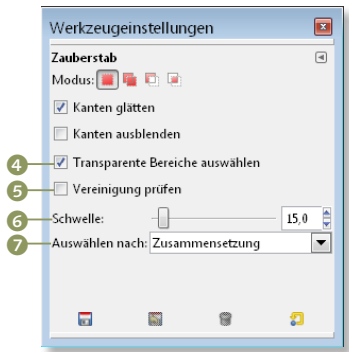 Werkzeugeinstellungen
Zauberstab
Modus:
Kanten glätten
Kanten ausblenden
4 Transparente Bereiche auswählen
5 Vereinigung prüfen
6 Schwelle: 15,0
7 Auswählen nach: Zusammensetzung